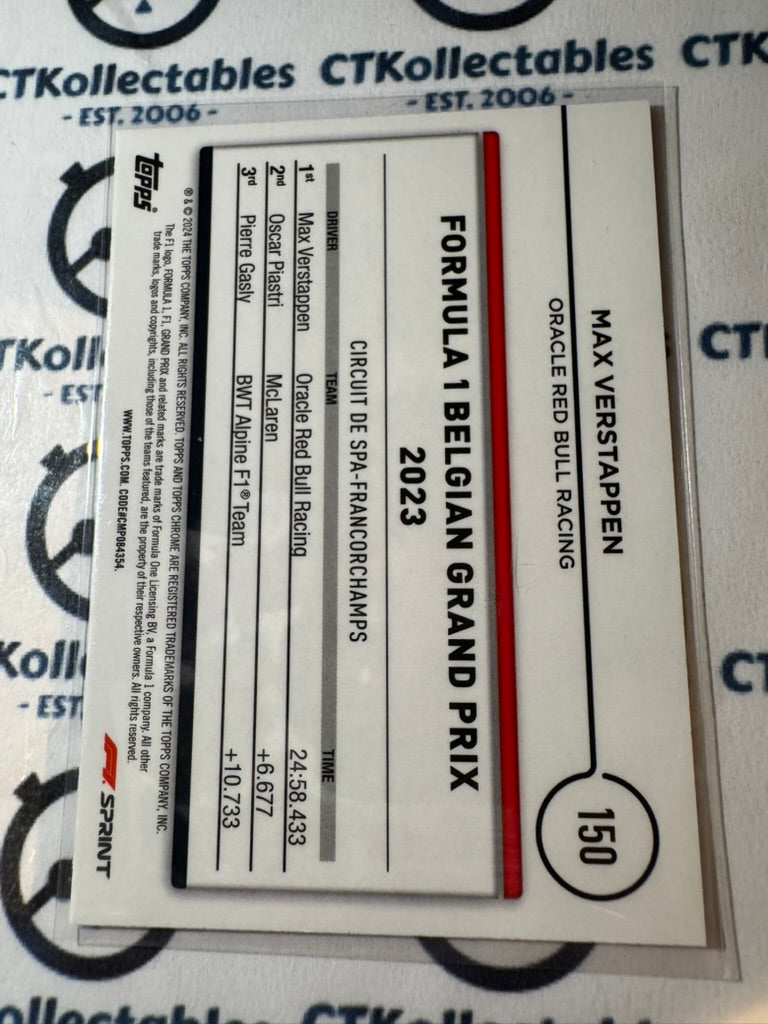 MAX VERSTAPPEN
ORACLE RED BULL RACING
150
FORMULA 1 BELGIAN GRAND PRIX
2023
CIRCUIT DE SPA-FRANCORCHAMPS
DRIVER TEAM TIME
1st Max Verstappen Oracle Red Bull Racing 24:58.433
2nd Oscar Piastri McLaren +6.677
3rd Pierre Gasly BWT Alpine F1® Team +10.733
® & © 2024 THE TOPPS COMPANY, INC. ALL RIGHTS RESERVED. TOPPS AND TOPPS CHROME ARE REGISTERED TRADEMARKS OF THE TOPPS COMPANY, INC.
The F1 logo, FORMULA 1, F1, GRAND PRIX and related marks are trade marks of Formula One Licensing BV, a Formula 1 company. All other
trade marks, logos and copyrights, including those of the teams featured, are the property of their respective owners. All rights reserved.
WWW.TOPPS.COM. CODE#CMP084354.
topps®
F1 SPRINT
CTKollectables CTKollectables CTK
- EST. 2006 - - EST. 2006 -
TKoll CTK
Koll CT
- EST.
ollectables CTKollectables